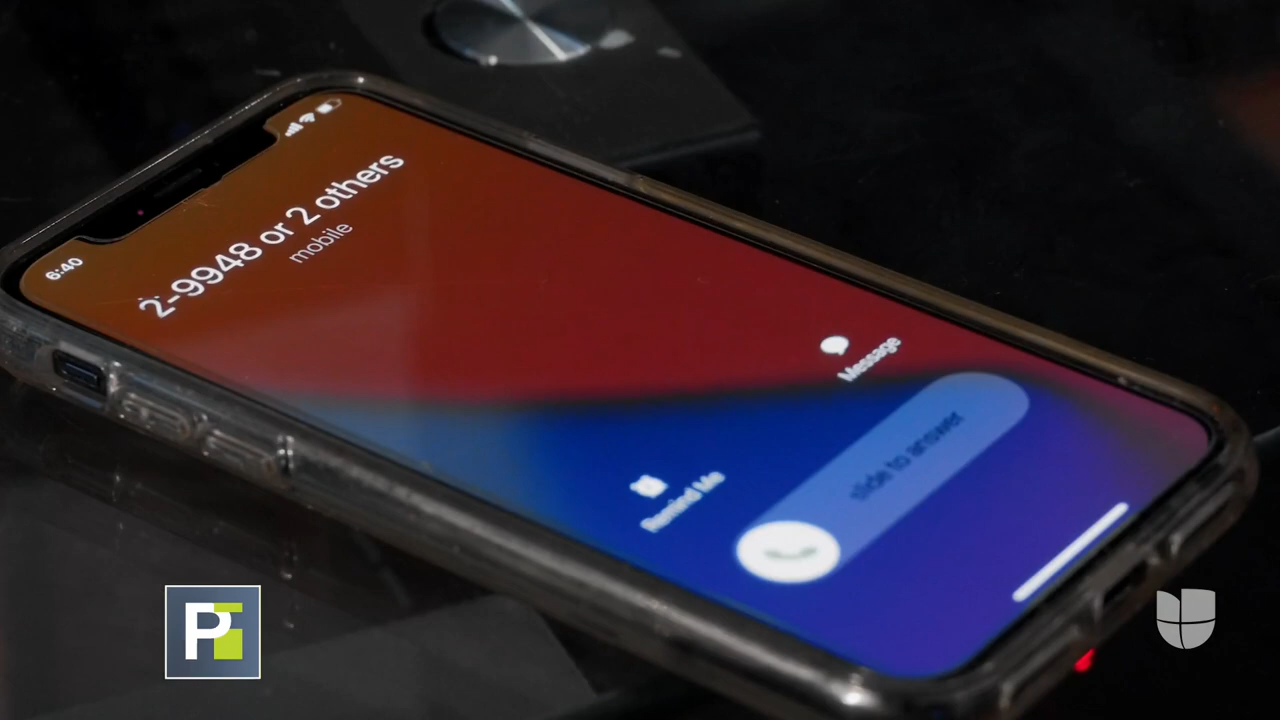 6:40
2-9948 or 2 others
mobile
Message
Remind Me
slide to answer
P